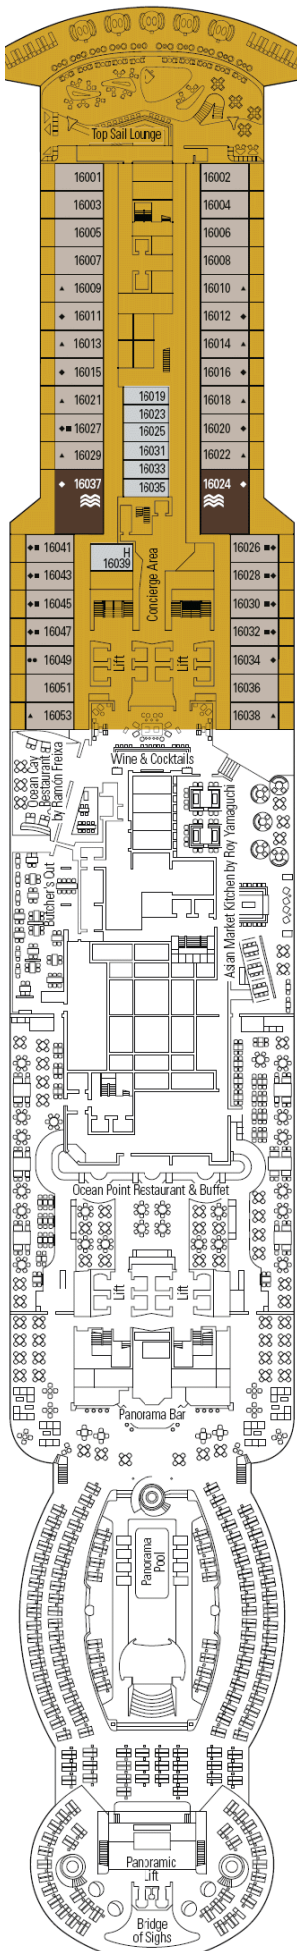 Top Sail Lounge
16001
16002
16003
16004
16005
16006
16007
16008
16009
16010
16011
16012
16013
16014
16015
16016
16019
16021
16018
16023
16027
16020
16025
16029
16022
16031
16033
16037
16024
16035
16041
16026
H
16039
Concierge Area
16043
16028
16045
16030
16047
16032
16049
16034
Lift
Lift
16051
16036
16053
16038
Wine & Cocktails
Ocean Cay
Restaurant
by Ramón Freixa
Asian Market Kitchen by Roy Yamaguchi
Butcher's Cut
Ocean Point Restaurant & Buffet
Lift
Lift
Panorama Bar
Panorama
Pool
Panoramic
Lift
Bridge
of Sighs